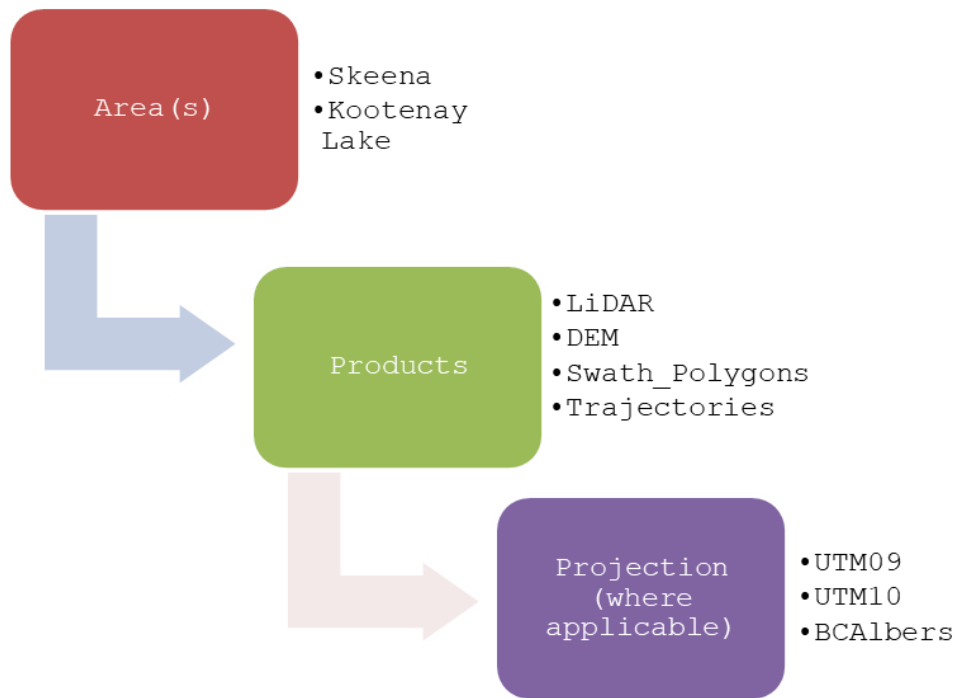 Area(s)
•Skeena
•Kootenay
Lake
Products
•LiDAR
•DEM
•Swath_Polygons
•Trajectories
Projection
(where
applicable)
•UTM09
•UTM10
•BCAlbers